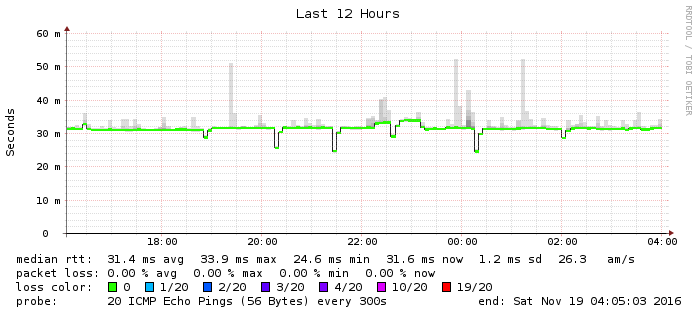 Last 12 Hours
RRDTOOL / TOBI OETIKER
Seconds
60 m
50 m
40 m
30 m
20 m
10 m
0
18:00 20:00 22:00 00:00 02:00 04:00
median rtt: 31.4 ms avg 33.9 ms max 24.6 ms min 31.6 ms now 1.2 ms sd 26.3 am/s
packet loss: 0.00 % avg 0.00 % max 0.00 % min 0.00 % now
loss color: 0 1/20 2/20 3/20 4/20 10/20 19/20
probe: 20 ICMP Echo Pings (56 Bytes) every 300s end: Sat Nov 19 04:05:03 2016